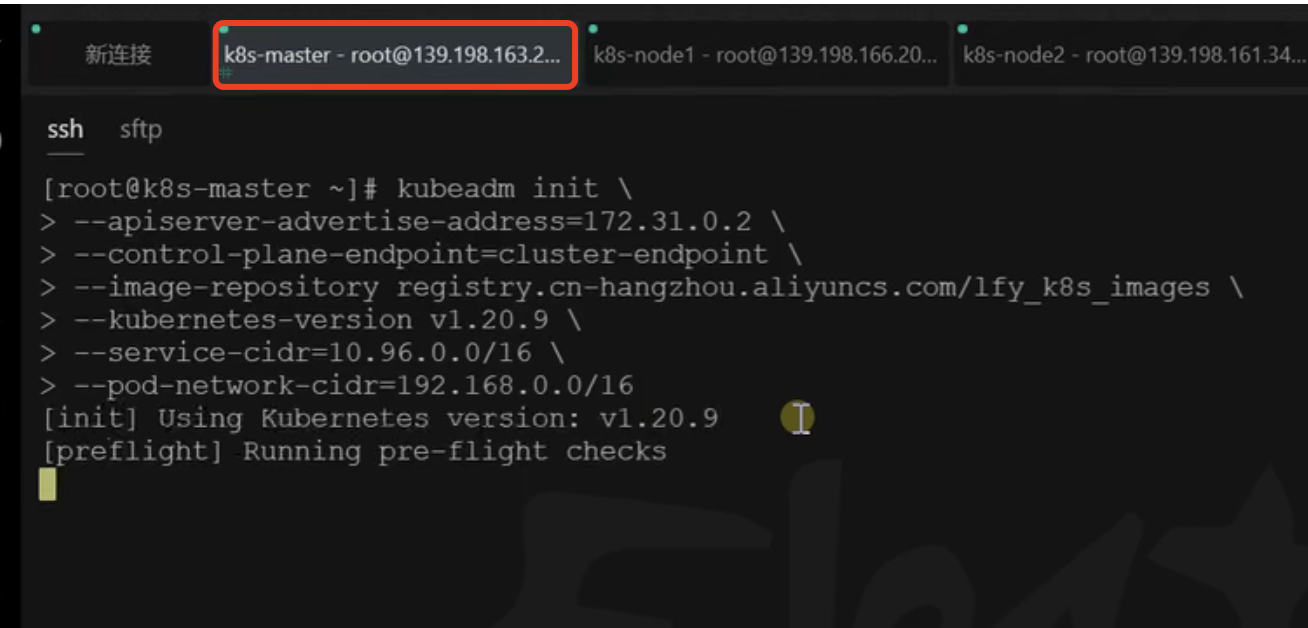 新连接
k8s-master - root@139.198.163.2...
k8s-node1 - root@139.198.166.20...
k8s-node2 - root@139.198.161.34...
ssh
sftp
[root@k8s-master ~]# kubeadm init \
> --apiserver-advertise-address=172.31.0.2 \
> --control-plane-endpoint=cluster-endpoint \
> --image-repository registry.cn-hangzhou.aliyuncs.com/lfy_k8s_images \
> --kubernetes-version v1.20.9 \
> --service-cidr=10.96.0.0/16 \
> --pod-network-cidr=192.168.0.0/16
[init] Using Kubernetes version: v1.20.9
[preflight] Running pre-flight checks